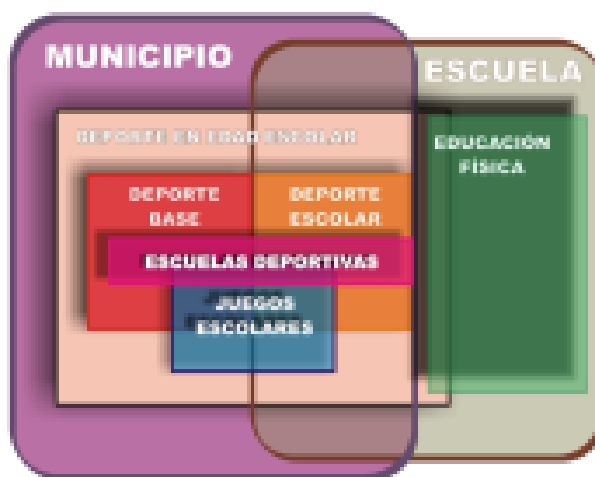 MUNICIPIO
ESCUELA
DEPORTE EN EDAD ESCOLAR
EDUCACIÓN
FÍSICA
DEPORTE
BASE
DEPORTE
ESCOLAR
ESCUELAS DEPORTIVAS
JUEGOS
ESCOLARES